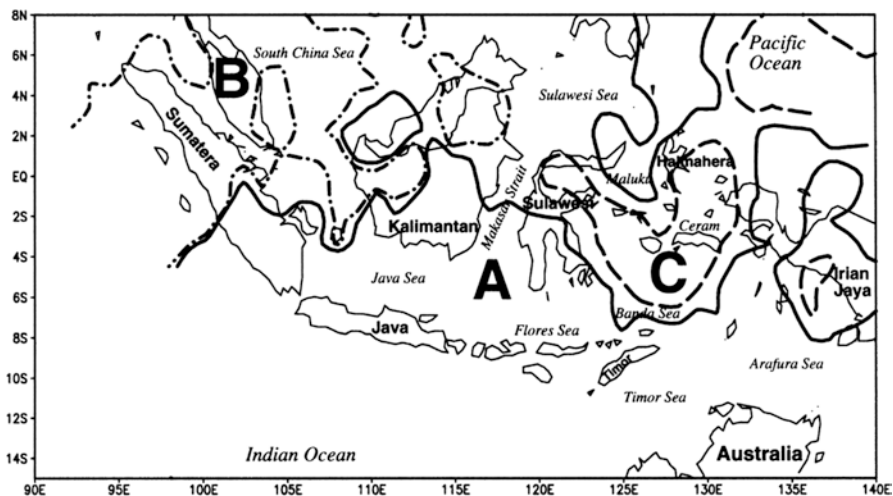 8N
6N
4N
2N
EQ
2S
4S
6S
8S
10S
12S
14S
South China Sea
Pacific
Ocean
B
Sulawesi Sea
Sumatera
Halmahera
Maluku
Makasar Strait
Sulawesi
Kalimantan
Ceram
Java Sea
A
C
Irian
Jaya
Banda Sea
Java
Flores Sea
Timor
Arafura Sea
Timor Sea
Indian Ocean
Australia
90E 95E 100E 105E 110E 115E 120E 125E 130E 135E 140E